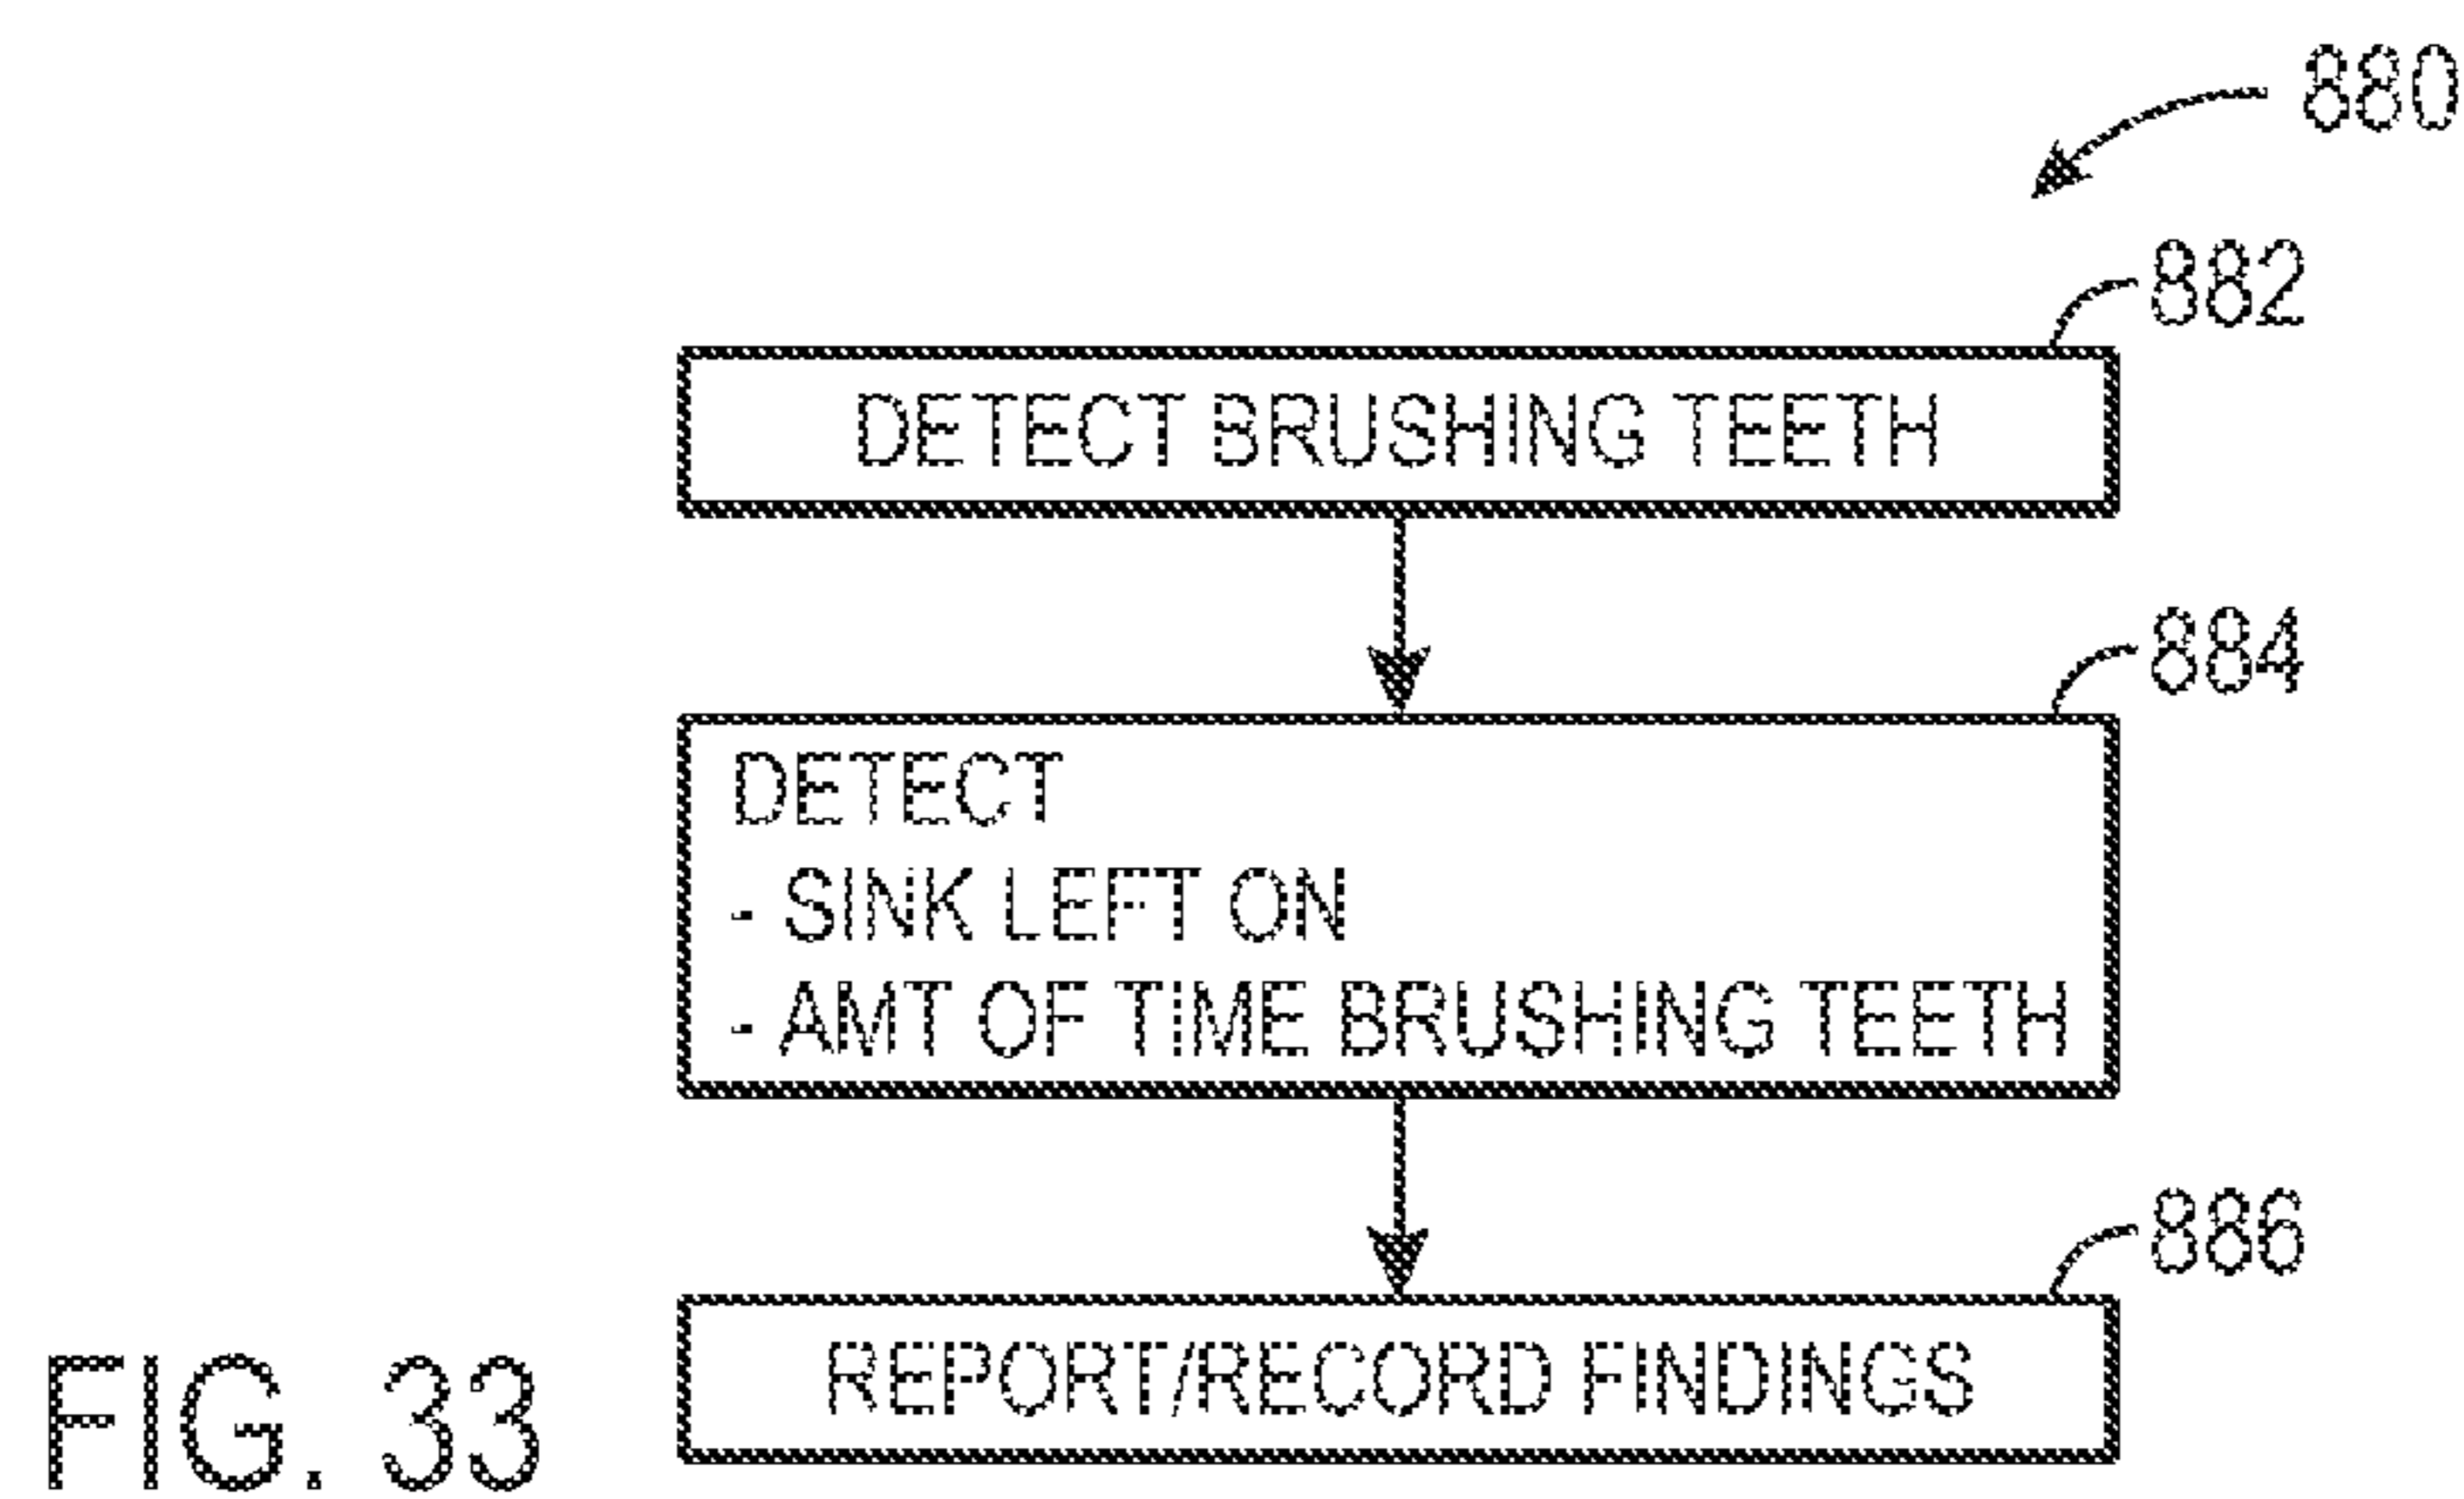 880
882
DETECT BRUSHING TEETH
884
DETECT
- SINK LEFT ON
- AMT OF TIME BRUSHING TEETH
886
REPORT/RECORD FINDINGS
FIG. 33